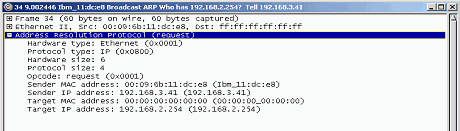 34 9.002446 Ibm_11:dc:e8 Broadcast ARP Who has 192.168.2.254? Tell 192.168.3.41
Frame 34 (60 bytes on wire, 60 bytes captured)
Ethernet II, Src: 00:09:6b:11:dc:e8, Dst: ff:ff:ff:ff:ff:ff
Address Resolution Protocol (request)
Hardware type: Ethernet (0x0001)
Protocol type: IP (0x0800)
Hardware size: 6
Protocol size: 4
Opcode: request (0x0001)
Sender MAC address: 00:09:6b:11:dc:e8 (Ibm_11:dc:e8)
Sender IP address: 192.168.3.41 (192.168.3.41)
Target MAC address: 00:00:00:00:00:00 (00:00:00_00:00:00)
Target IP address: 192.168.2.254 (192.168.2.254)